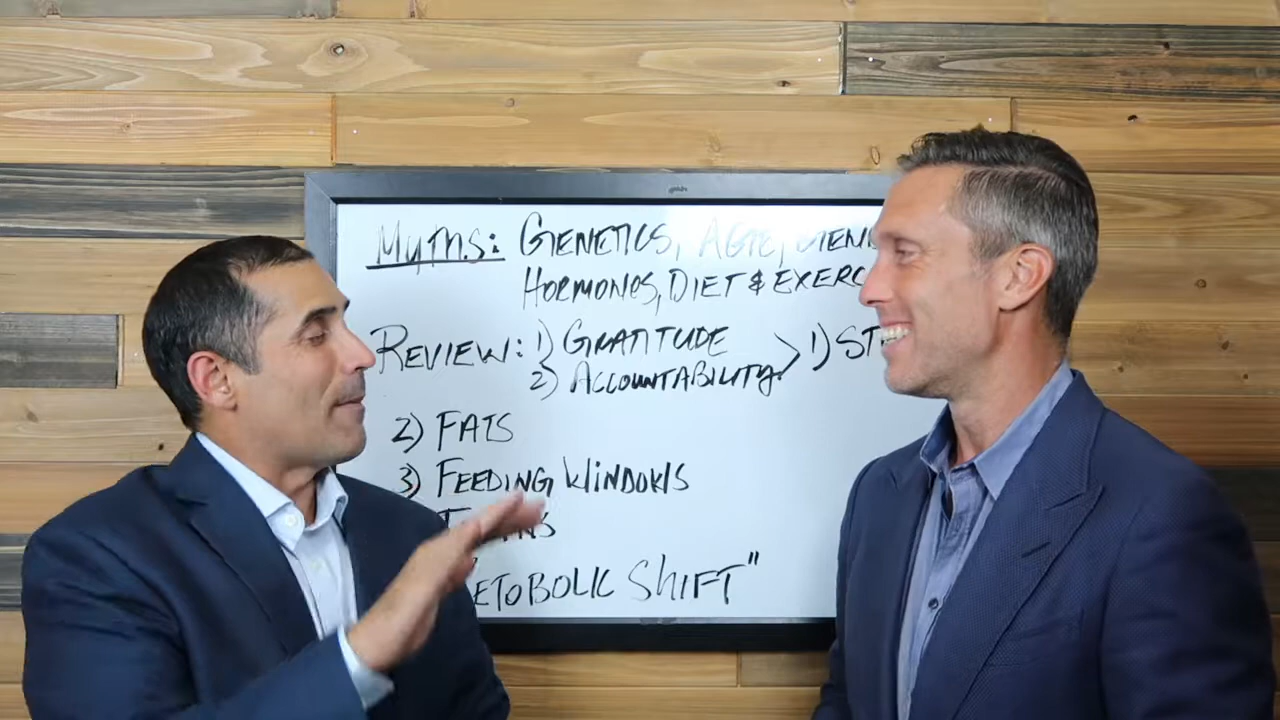 Myths: GENETICS, AGE,
HORMONES, DIET & EXERC
REVIEW: 1) GRATITUDE
2) ACCOUNTABILITY > 1) ST
2) FATS
3) FEEDING WINDOWS
ETOBOLIC SHIFT"